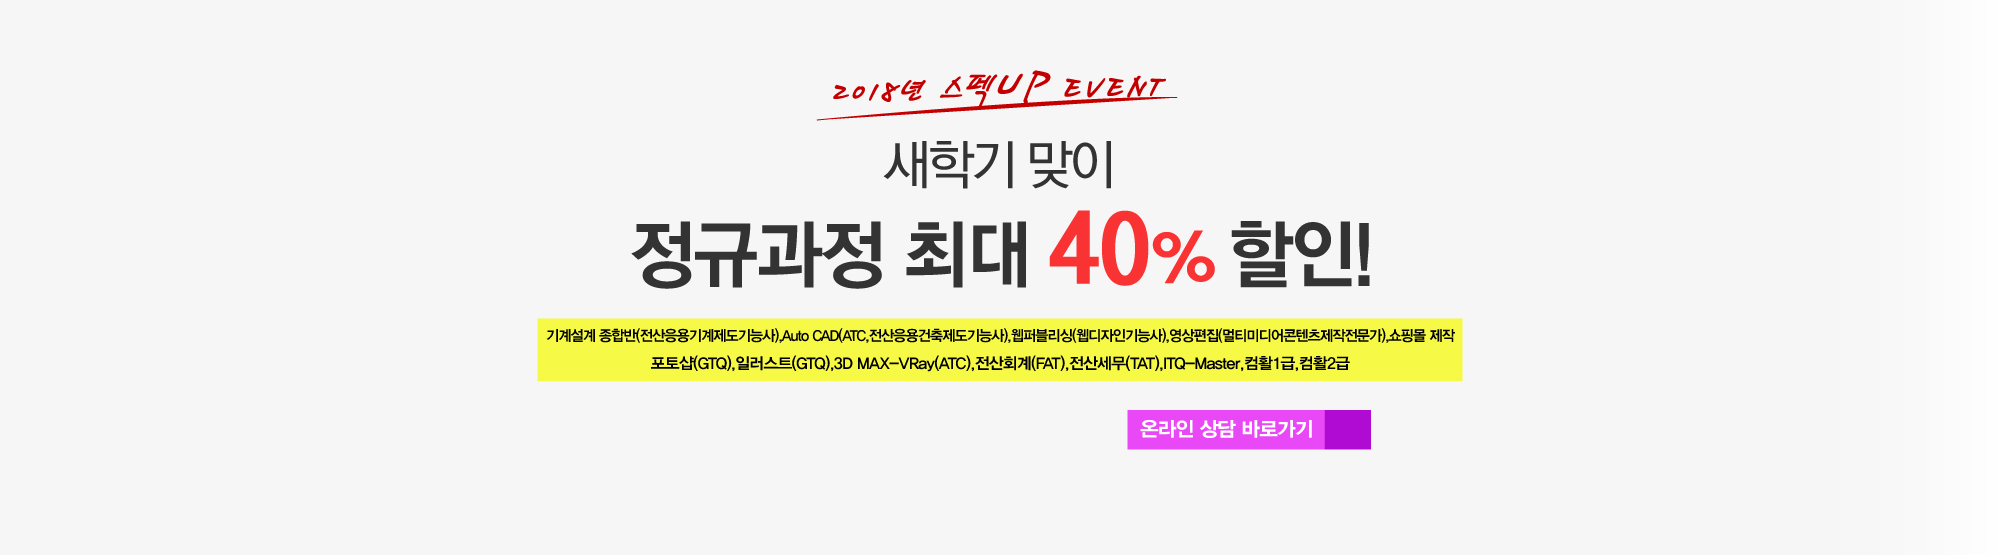 2018년 스펙UP EVENT
새학기 맞이
정규과정 최대 40% 할인!
기계설계 종합반(전산응용기계제도기능사),Auto CAD(ATC,전산응용건축제도기능사),웹퍼블리싱(웹디자인기능사),영상편집(멀티미디어콘텐츠제작전문가),쇼핑몰 제작
포토샵(GTQ),일러스트(GTQ),3D MAX-VRay(ATC),전산회계(FAT),전산세무(TAT),ITQ-Master,컴활1급,컴활2급
온라인 상담 바로가기